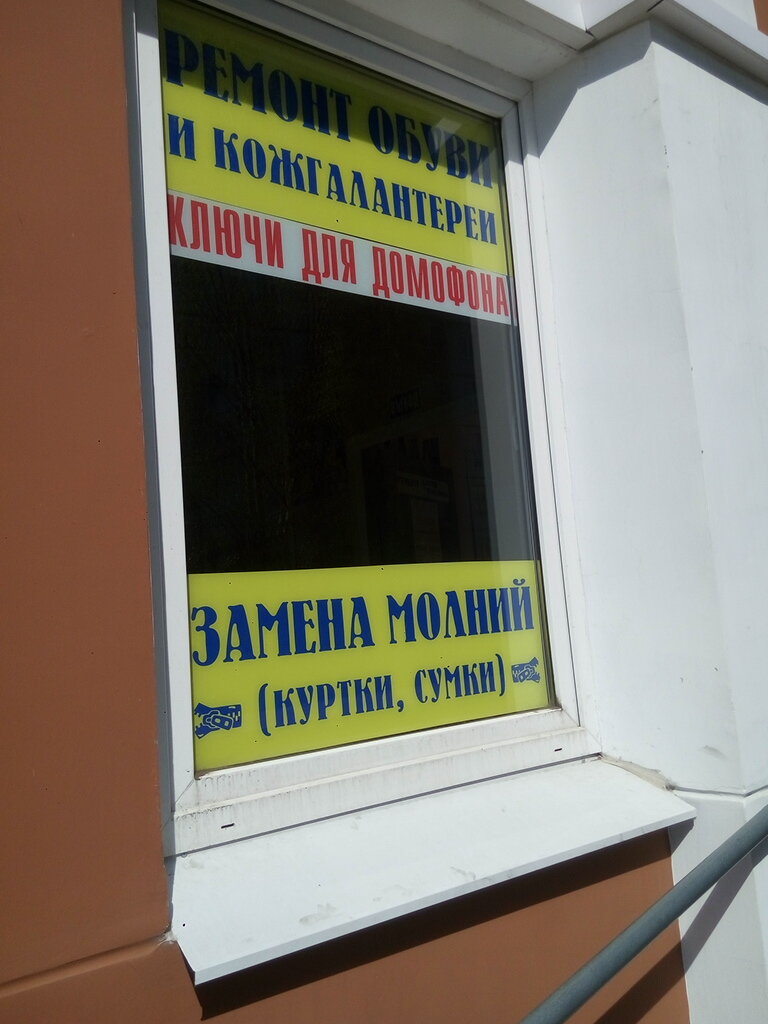 РЕМОНТ ОБУВИ
И КОЖГАЛАНТЕРЕИ
КЛЮЧИ ДЛЯ ДОМОФОНА
ЗАМЕНА МОЛНИЙ
(КУРТКИ, СУМКИ)